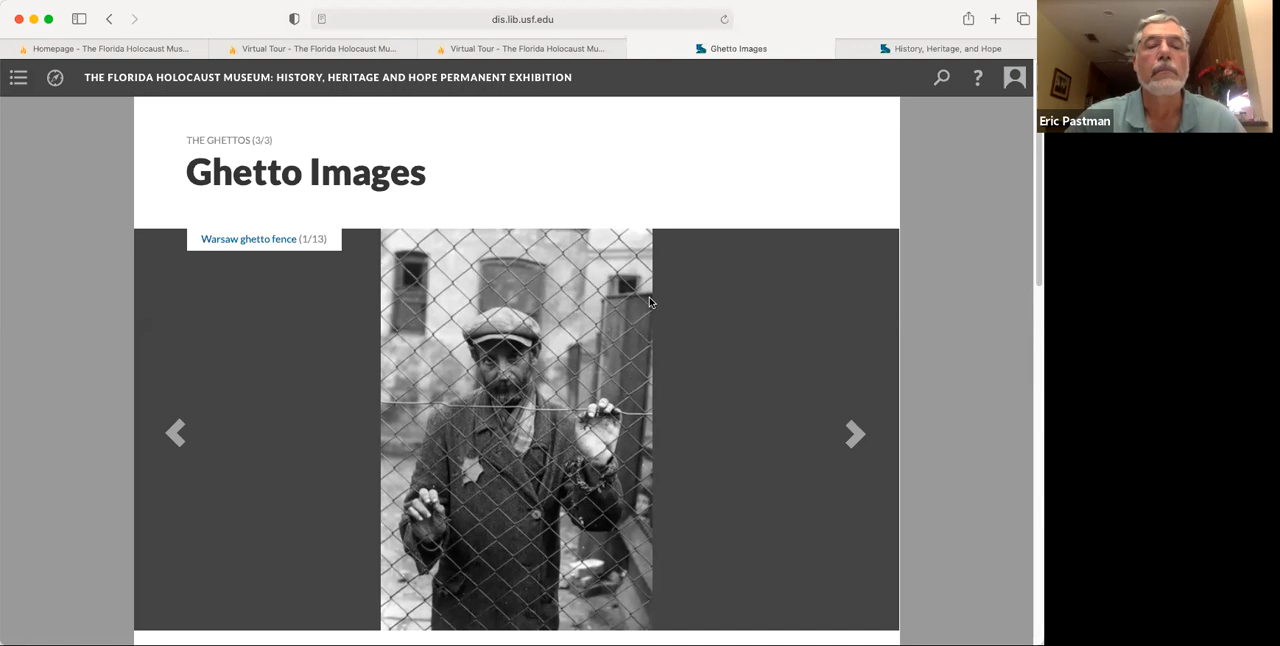 dis.lib.usf.edu
Homepage - The Florida Holocaust Mus...
Virtual Tour - The Florida Holocaust Mu...
Virtual Tour - The Florida Holocaust Mu...
Ghetto Images
History, Heritage, and Hope
THE FLORIDA HOLOCAUST MUSEUM: HISTORY, HERITAGE AND HOPE PERMANENT EXHIBITION
?
Eric Pastman
THE GHETTOS (3/3)
Ghetto Images
Warsaw ghetto fence (1/13)